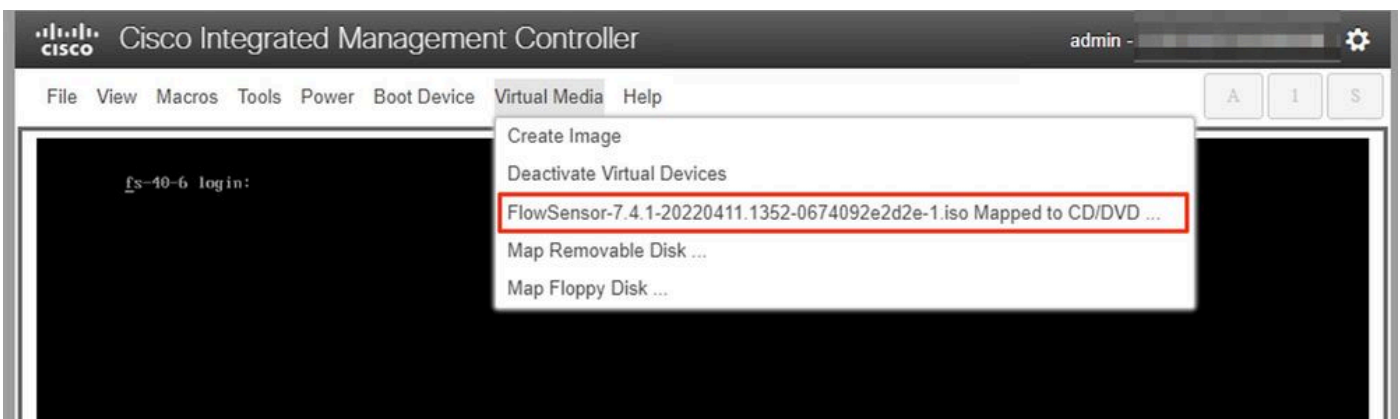 cisco Cisco Integrated Management Controller admin -
File View Macros Tools Power Boot Device Virtual Media Help A 1 S
Create Image
fs-40-6 login:
Deactivate Virtual Devices
FlowSensor-7.4.1-20220411.1352-0674092e2d2e-1.iso Mapped to CD/DVD ...
Map Removable Disk ...
Map Floppy Disk ...